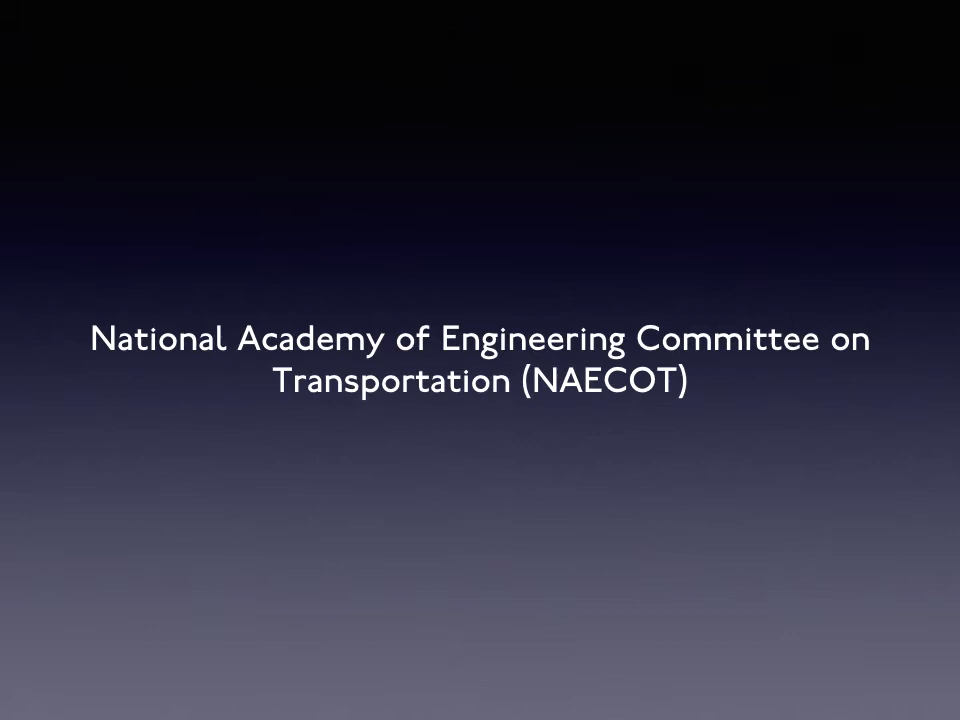 National Academy of Engineering Committee on
Transportation (NAECOT)